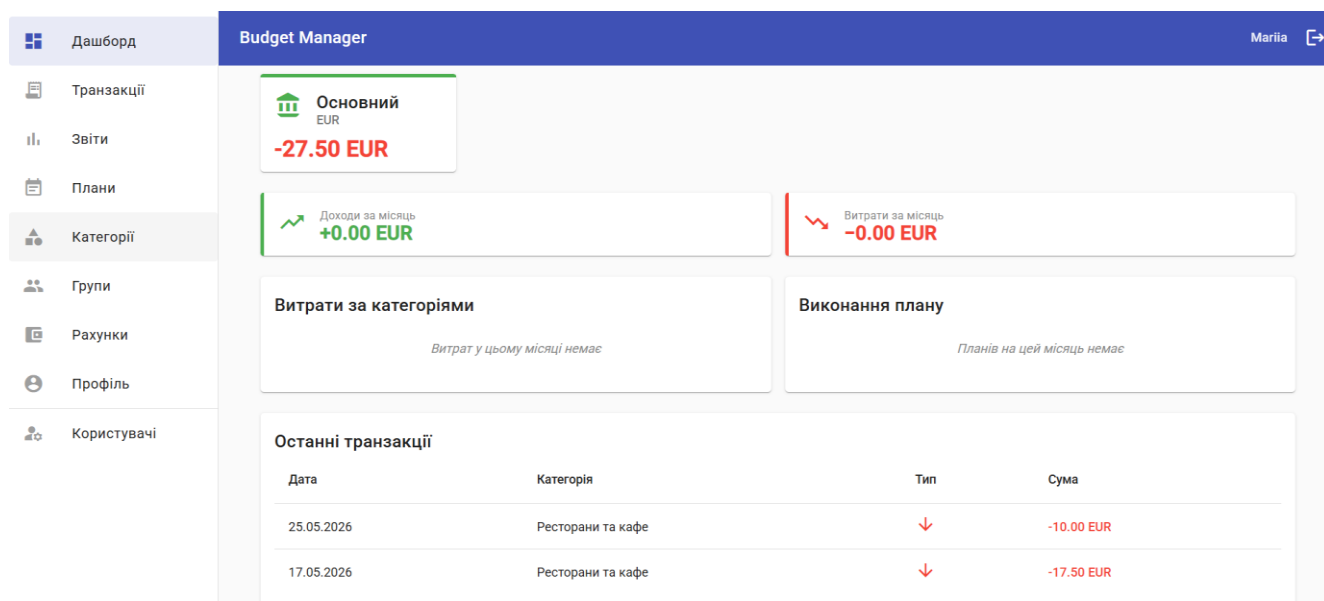 Дашборд
Транзакції
Звіти
Плани
Категорії
Групи
Рахунки
Профіль
Користувачі
Budget Manager
Mariia
Основний
EUR
-27.50 EUR
Доходи за місяць
+0.00 EUR
Витрати за місяць
−0.00 EUR
Витрати за категоріями
Витрат у цьому місяці немає
Виконання плану
Планів на цей місяць немає
Останні транзакції
Дата Категорія Тип Сума
25.05.2026 Ресторани та кафе -10.00 EUR
17.05.2026 Ресторани та кафе -17.50 EUR